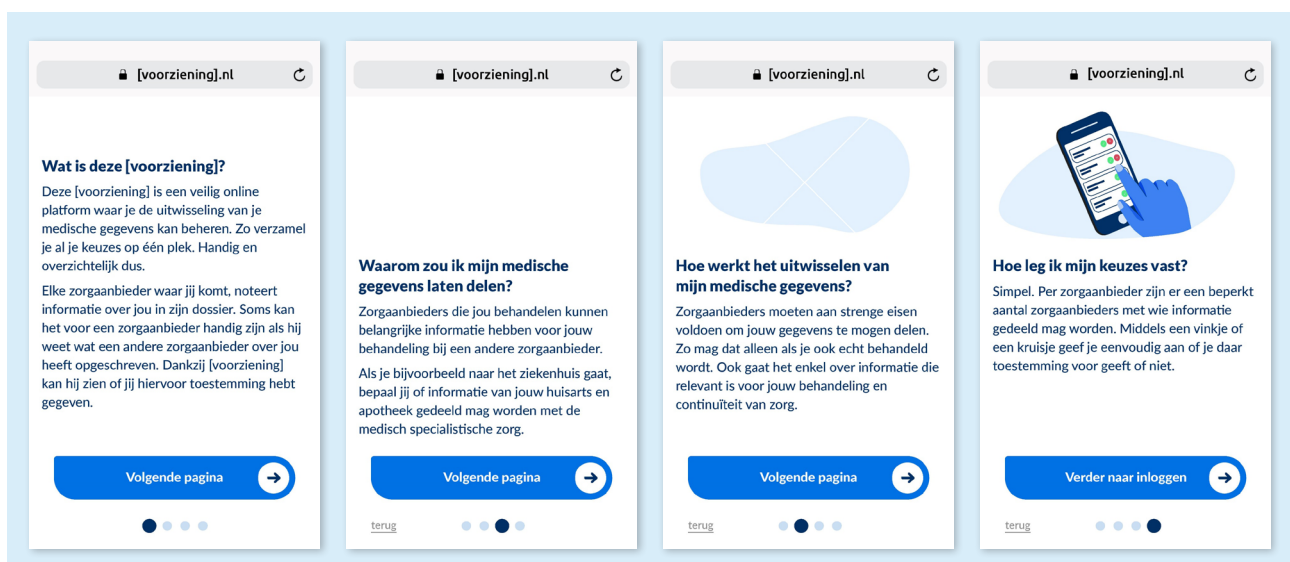 [voorziening].nl
Wat is deze [voorziening]?
Deze [voorziening] is een veilig online
platform waar je de uitwisseling van je
medische gegevens kan beheren. Zo verzamel
je al je keuzes op één plek. Handig en
overzichtelijk dus.
Elke zorgaanbieder waar jij komt, noteert
informatie over jou in zijn dossier. Soms kan
het voor een zorgaanbieder handig zijn als hij
weet wat een andere zorgaanbieder over jou
heeft opgeschreven. Dankzij [voorziening]
kan hij zien of jij hiervoor toestemming hebt
gegeven.
Volgende pagina
[voorziening].nl
Waarom zou ik mijn medische
gegevens laten delen?
Zorgaanbieders die jou behandelen kunnen
belangrijke informatie hebben voor jouw
behandeling bij een andere zorgaanbieder.
Als je bijvoorbeeld naar het ziekenhuis gaat,
bepaal jij of informatie van jouw huisarts en
apotheek gedeeld mag worden met de
medisch specialistische zorg.
Volgende pagina
terug
[voorziening].nl
Hoe werkt het uitwisselen van
mijn medische gegevens?
Zorgaanbieders moeten aan strenge eisen
voldoen om jouw gegevens te mogen delen.
Zo mag dat alleen als je ook echt behandeld
wordt. Ook gaat het enkel over informatie die
relevant is voor jouw behandeling en
continuïteit van zorg.
Volgende pagina
terug
[voorziening].nl
Hoe leg ik mijn keuzes vast?
Simpel. Per zorgaanbieder zijn er een beperkt
aantal zorgaanbieders met wie informatie
gedeeld mag worden. Middels een vinkje of
een kruisje geef je eenvoudig aan of je daar
toestemming voor geeft of niet.
Verder naar inloggen
terug